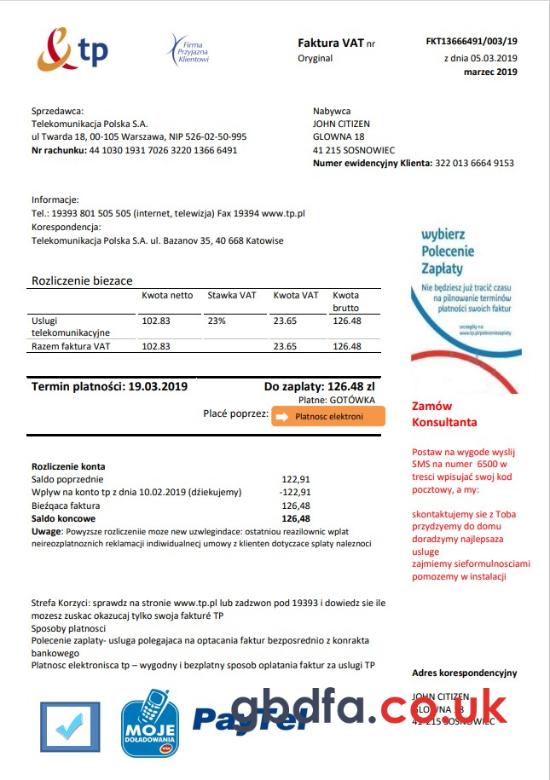 tp
Firma
Przyjazna
Klientowi
Faktura VAT nr
Oryginal
FKT13666491/003/19
z dnia 05.03.2019
marzec 2019
Sprzedawca:
Telekomunikacja Polska S.A.
ul Twarda 18, 00-105 Warszawa, NIP 526-02-50-995
Nr rachunku: 44 1030 1931 7026 3220 1366 6491
Nabywca
JOHN CITIZEN
GLOWNA 18
41 215 SOSNOWIEC
Numer ewidencyjny Klienta: 322 013 6664 9153
Informacje:
Tel.: 19393 801 505 505 (internet, telewizja) Fax 19394 www.tp.pl
Korespondencja:
Telekomunikacja Polska S.A. ul. Bazanov 35, 40 668 Katowise
wybierz
Polecenie
Zapłaty
Nie będziesz już tracić czasu
na pilnowanie terminów
płatności swoich faktur
szczegóły na:
www.tp.pl/poleceniezaplaty
Rozliczenie biezace
Kwota netto Stawka VAT Kwota VAT Kwota
brutto
Uslugi 102.83 23% 23.65 126.48
telekomunikacyjne
Razem faktura VAT 102.83 23.65 126.48
Termin platności: 19.03.2019 Do zaplaty: 126.48 zl
Platne: GOTÓWKA
Placé poprzez: Platnosc elektroni
Zamów
Konsultanta
Postaw na wygode wyslij
SMS na numer 6500 w
tresci wpisujać swoj kod
pocztowy, a my:
skontaktujemy sie z Toba
przydzyemy do domu
doradzymy najlepsza
usluge
zajmiemy sieformulnosciami
pomozemy w instalacji
Rozliczenie konta
Saldo poprzednie 122,91
Wplyw na konto tp z dnia 10.02.2019 (dźiekujemy) -122,91
Bieźąca faktura 126,48
Saldo koncowe 126,48
Uwage: Powyzsze rozliczeniie moze new uzwlegindace: ostatniou reazilownic wplat
neireozplatnoznich reklamacji individualnecj umowy z klienten dotyczace splaty naleznoci
Strefa Korzyci: sprawdz na stronie www.tp.pl lub zadzwon pod 19393 i dowiedz sie ile
mozesz zuskac okazucaj tylko swoja fakturé TP
Sposoby platnosci
Polecenie zaplaty- usluga polegajaca na optacania faktur bezposrednio z konrakta
bankowego
Platnosc elektronisca tp – wygodny i bezplatny sposob oplatania faktur za uslugi TP
Adres korespondencyjny
JOHN CITIZEN
GLOWNA 18
41 215 SOSNOWIEC
MOJE
DOŁADOWANIA
PayTel
gbdfa.co.uk